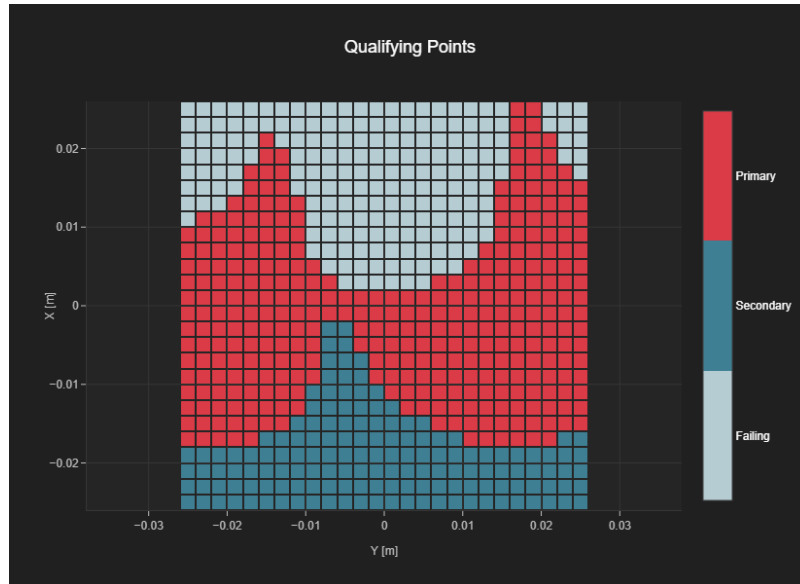 Qualifying Points
0.02
0.01
0
−0.01
−0.02
X [m]
−0.03
−0.02
−0.01
0
0.01
0.02
0.03
Y [m]
Primary
Secondary
Failing